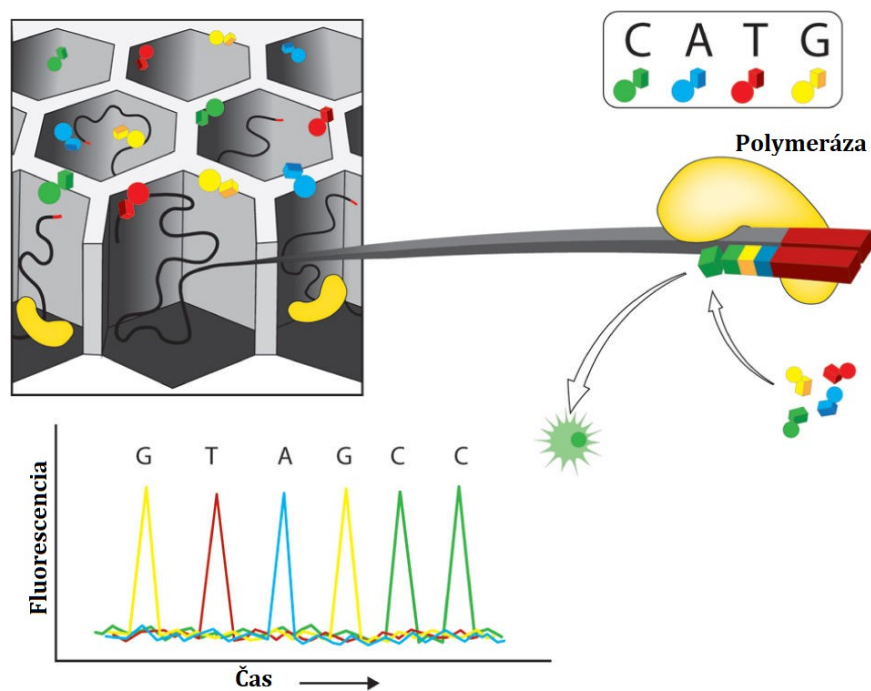 C A T G
Polymeráza
G T A G C C
Fluorescencia
Čas